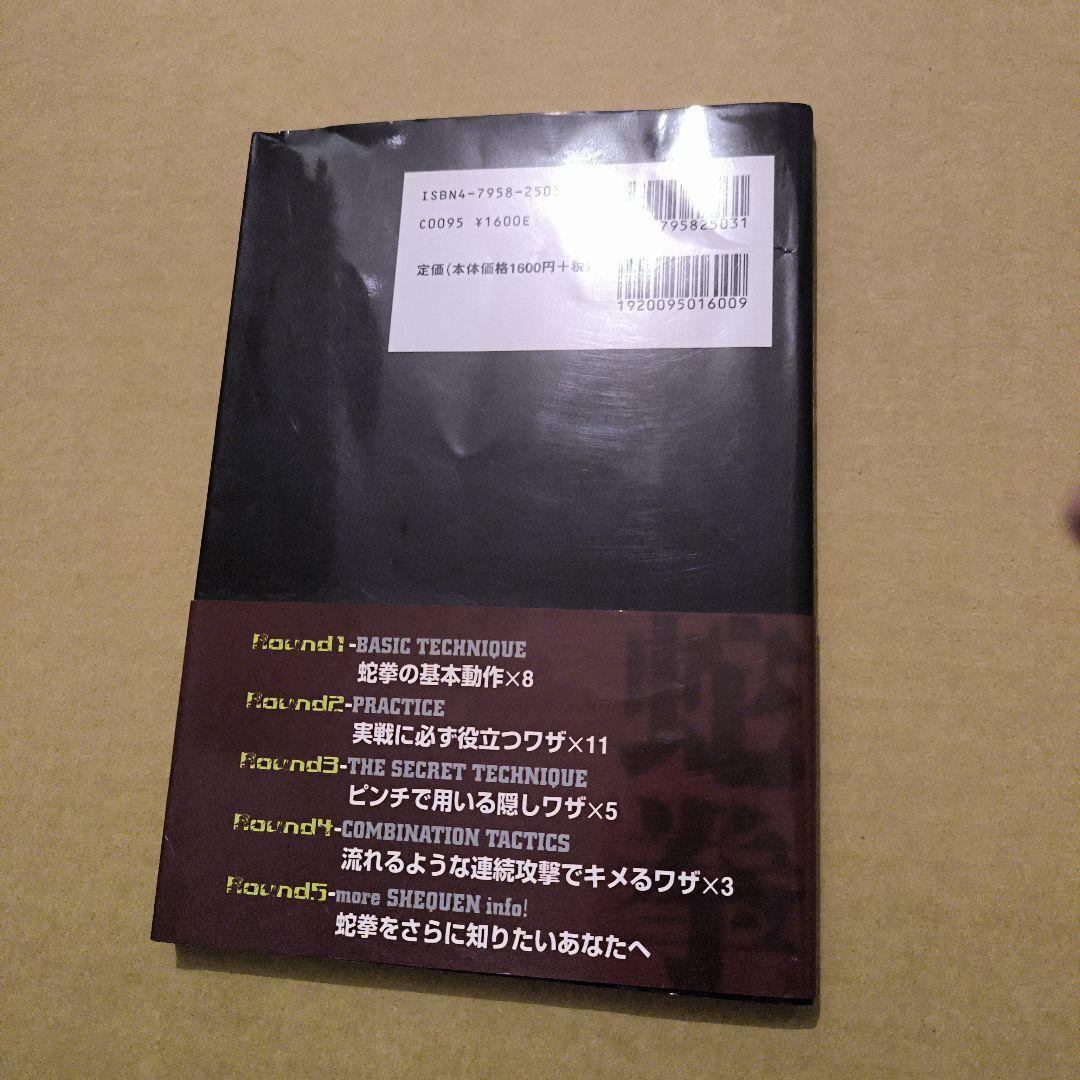 ISBN4-7958-2503
C0095 ¥1600E
定価(本体価格1600円+税)
795825031
1920095016009
Round1-BASIC TECHNIQUE
蛇拳の基本動作×8
Round2-PRACTICE
実戦に必ず役立つワザ×11
Round3-THE SECRET TECHNIQUE
ピンチで用いる隠しワザ×5
Round4-COMBINATION TACTICS
流れるような連続攻撃でキメるワザ×3
Round5-more SHEQUEN info!
蛇拳をさらに知りたいあなたへ
蛇拳